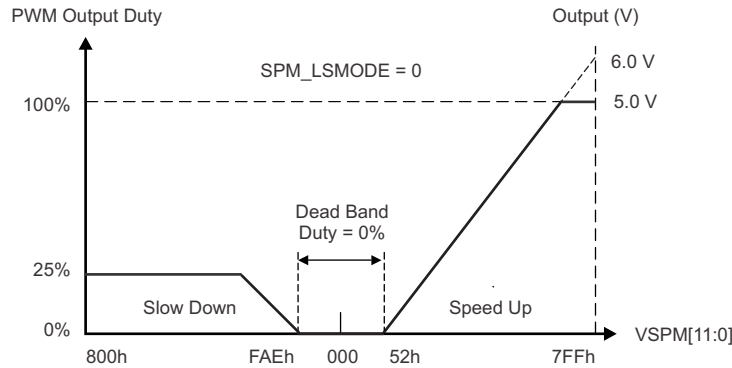 PWM Output Duty
Output (V)
SPM_LSMODE = 0
6.0 V
100%
5.0 V
Dead Band
Duty = 0%
25%
Slow Down
Speed Up
0%
VSPM[11:0]
800h
FAEh
000
52h
7FFh